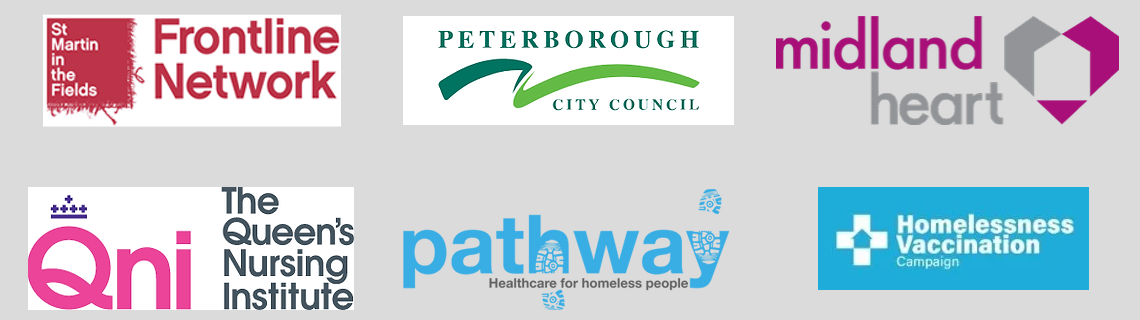 St
Martin
in
the
Fields
Frontline
Network
PETERBOROUGH
CITY COUNCIL
midland
heart
Qni
The
Queen's
Nursing
Institute
pathway
Healthcare for homeless people
Homelessness
Vaccination
Campaign